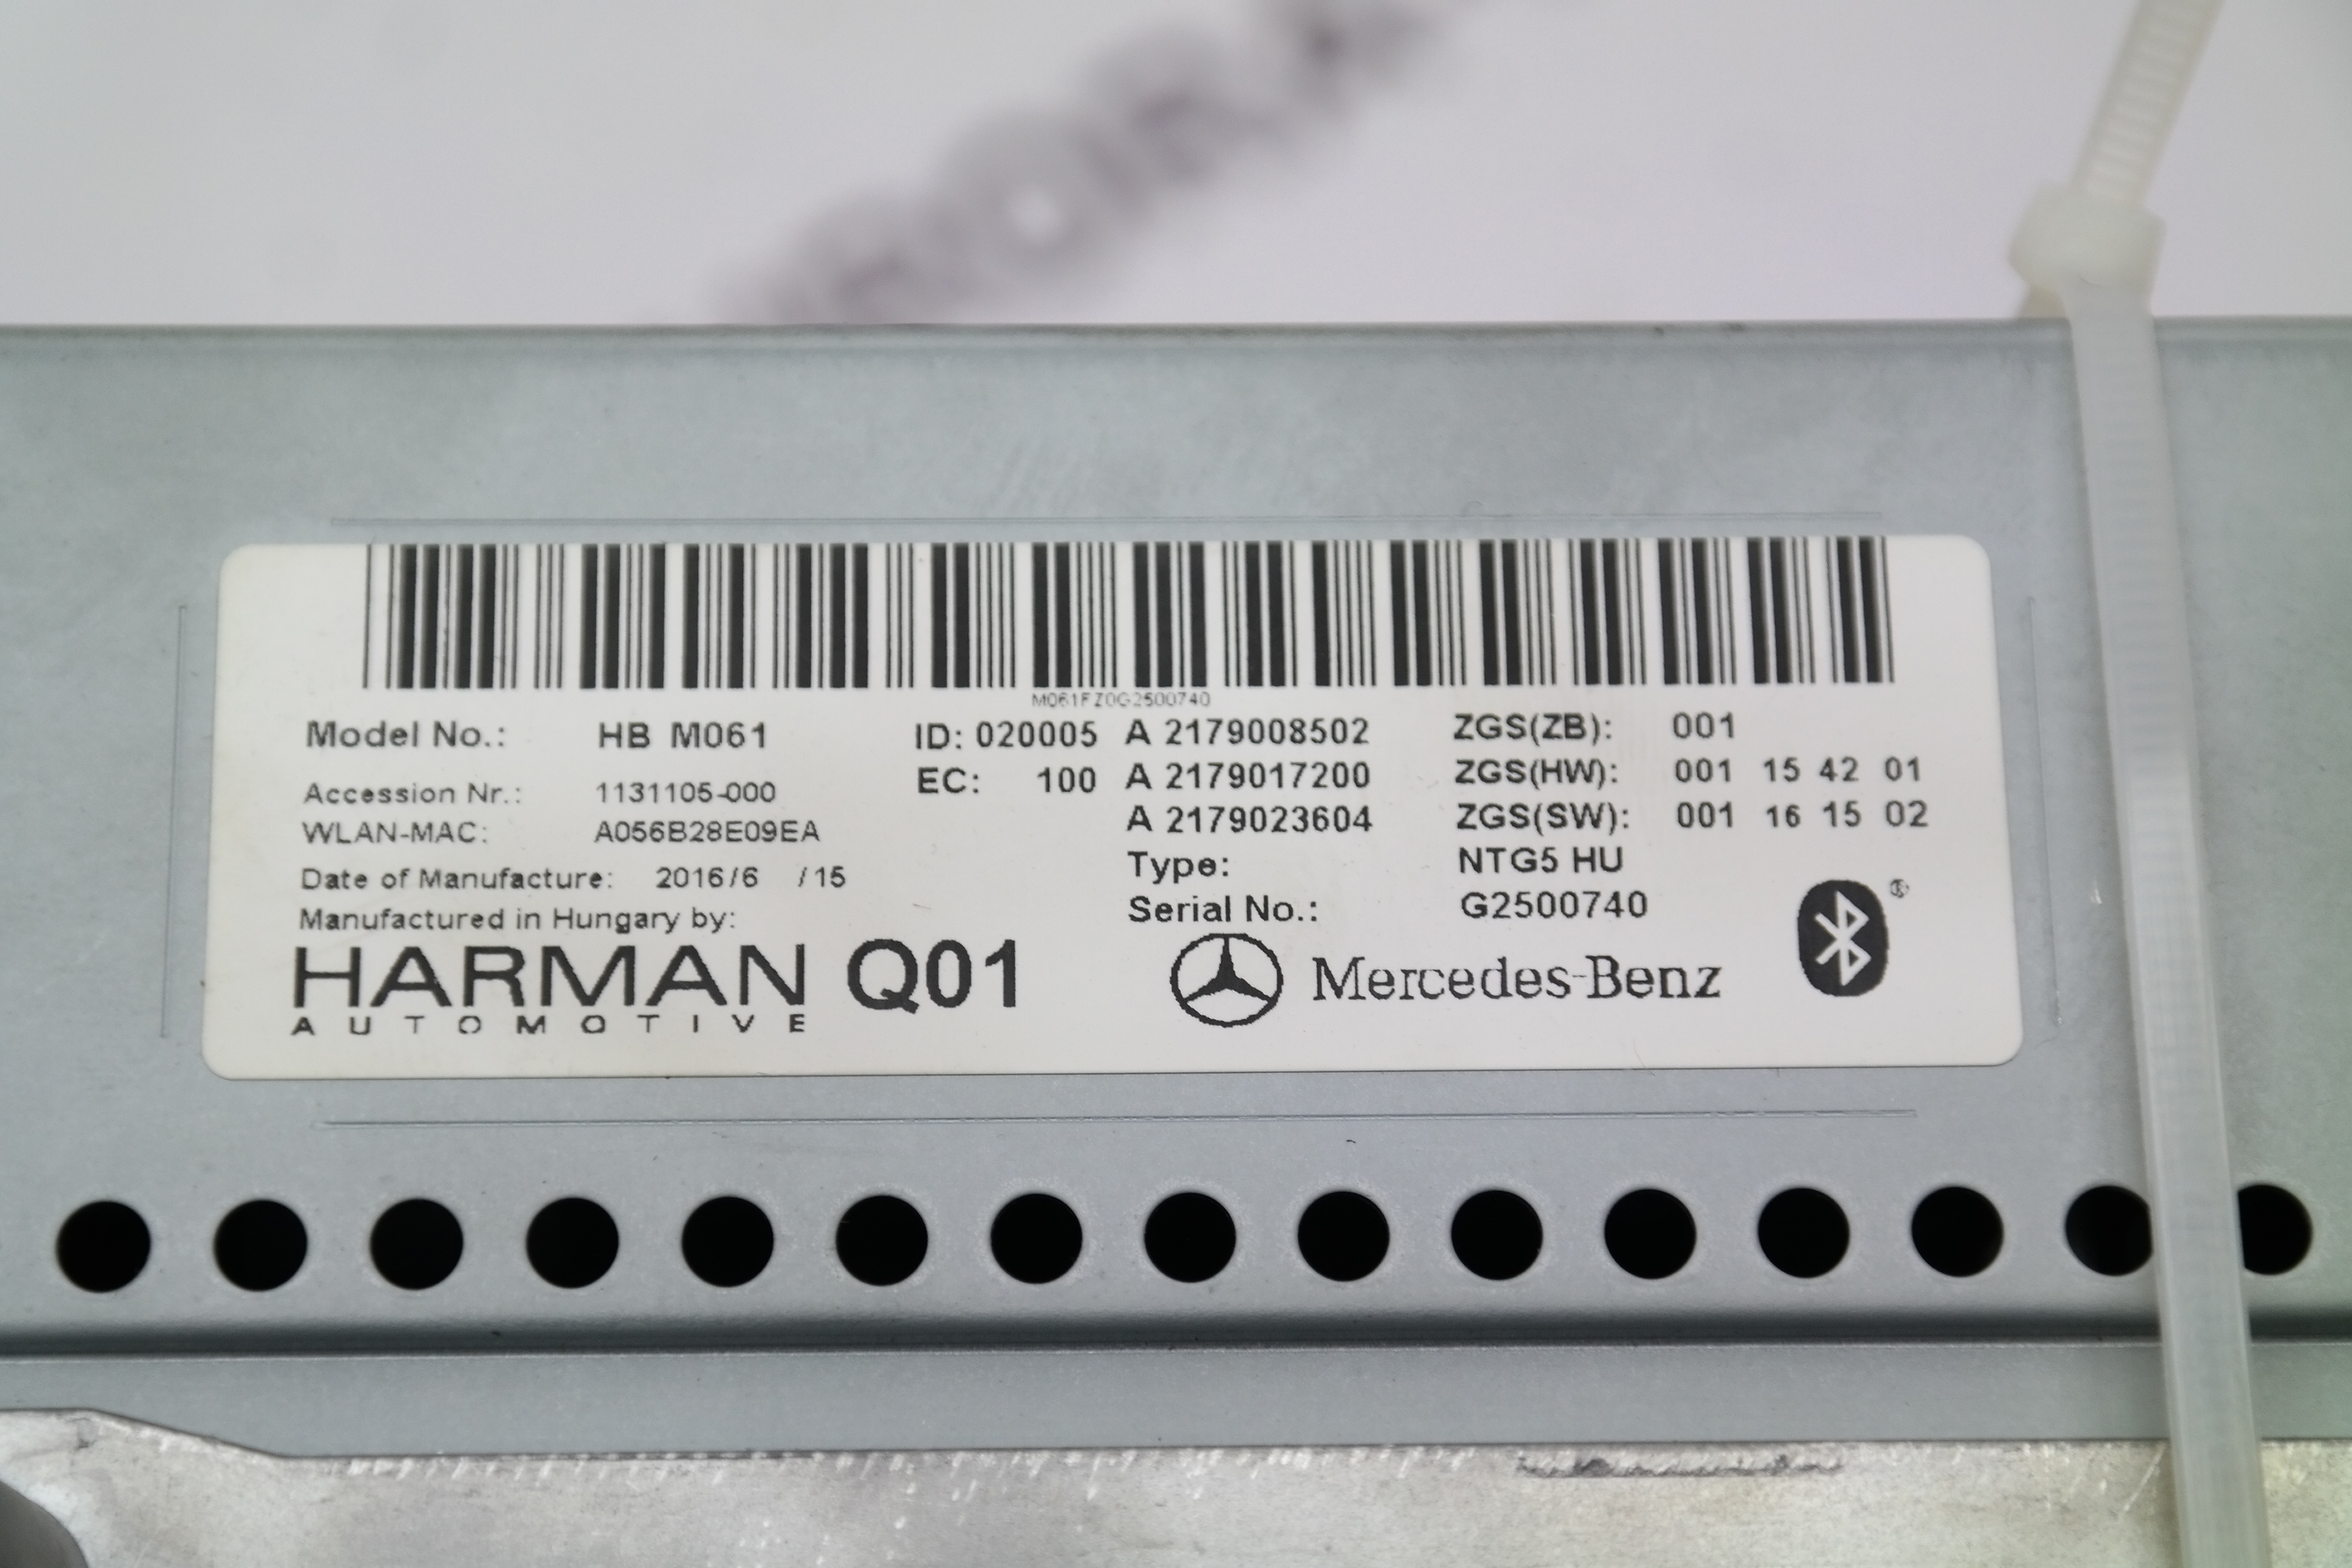 M061FZ0G2500740
Model No.: HB M061 ID: 020005 A 2179008502 ZGS(ZB): 001
EC: 100 A 2179017200 ZGS(HW): 001 15 42 01
Accession Nr.: 1131105-000
WLAN-MAC: A056B28E09EA A 2179023604 ZGS(SW): 001 16 15 02
Date of Manufacture: 2016/6 /15 Type: NTG5 HU
Manufactured in Hungary by: Serial No.: G2500740
HARMAN Q01 Mercedes-Benz ®
AUTOMOTIVE